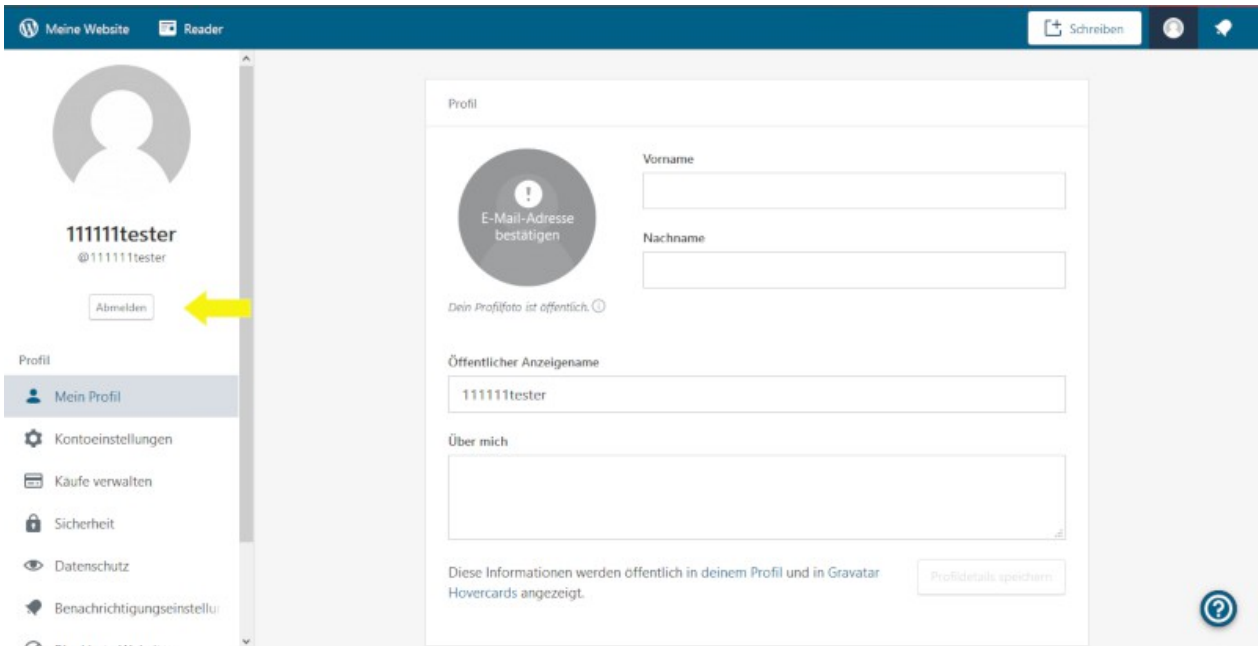 Meine Website
Reader
Schreiben
111111tester
@111111tester
Abmelden
Profil
Mein Profil
Kontoeinstellungen
Käufe verwalten
Sicherheit
Datenschutz
Benachrichtigungseinstellu
Profil
E-Mail-Adresse
bestätigen
Dein Profilfoto ist öffentlich.
Vorname
Nachname
Öffentlicher Anzeigename
111111tester
Über mich
Diese Informationen werden öffentlich in deinem Profil und in Gravatar
Hovercards angezeigt.
Profildetails speichern